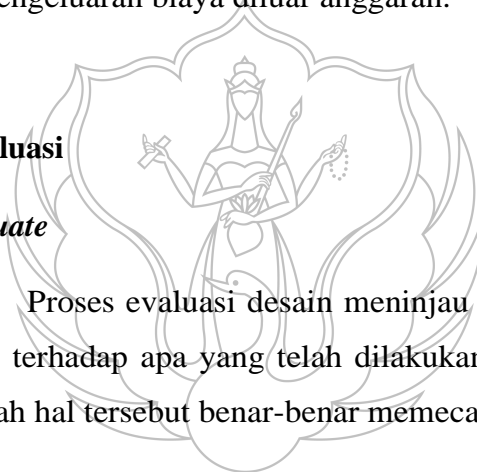 pengeluaran biaya diluar anggaran.
luasi
uate
Proses evaluasi desain meninjau
terhadap apa yang telah dilakukan
ah hal tersebut benar-benar memeca